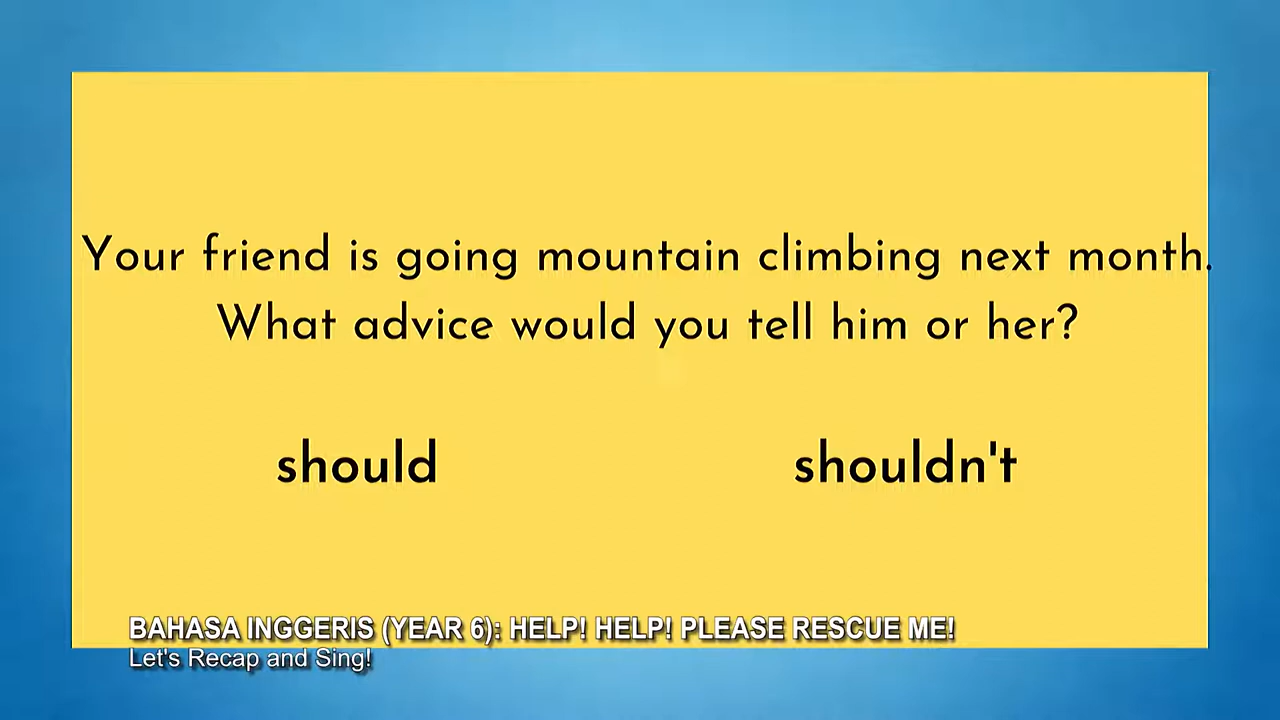 Your friend is going mountain climbing next month.
What advice would you tell him or her?
should shouldn't
BAHASA INGGERIS (YEAR 6): HELP! HELP! PLEASE RESCUE ME!
Let's Recap and Sing!